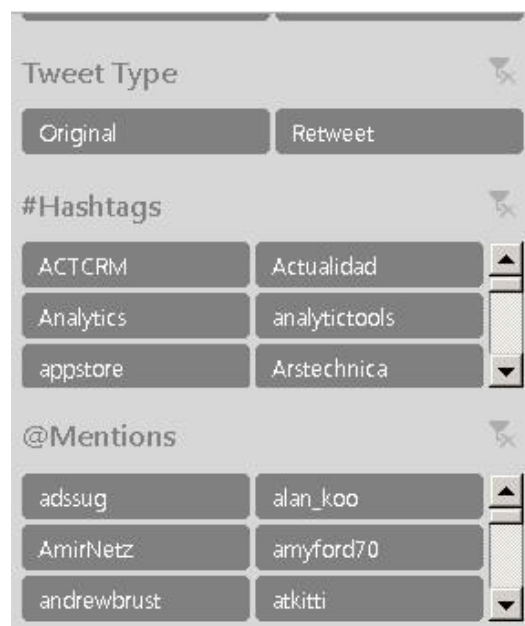 Tweet Type
Original Retweet
#Hashtags
ACTCRM Actualidad
Analytics analytictools
appstore Arstechnica
@Mentions
adssug alan_koo
AmirNetz amyford70
andrewbrust atkitti